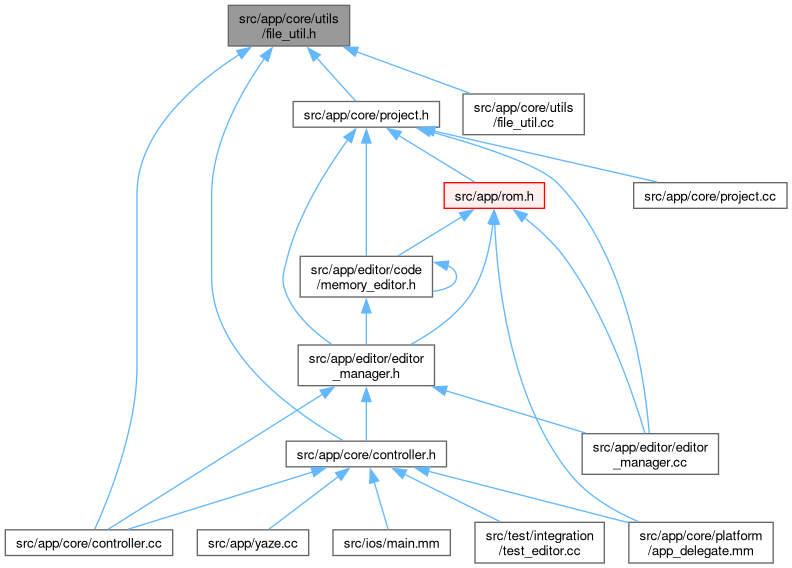 src/app/core/utils
/file_util.h
src/app/core/project.h
src/app/core/utils
/file_util.cc
src/app/rom.h
src/app/core/project.cc
src/app/editor/code
/memory_editor.h
src/app/editor/editor
_manager.h
src/app/core/controller.h
src/app/editor/editor
_manager.cc
src/app/core/controller.cc
src/app/yaze.cc
src/ios/main.mm
src/test/integration
/test_editor.cc
src/app/core/platform
/app_delegate.mm